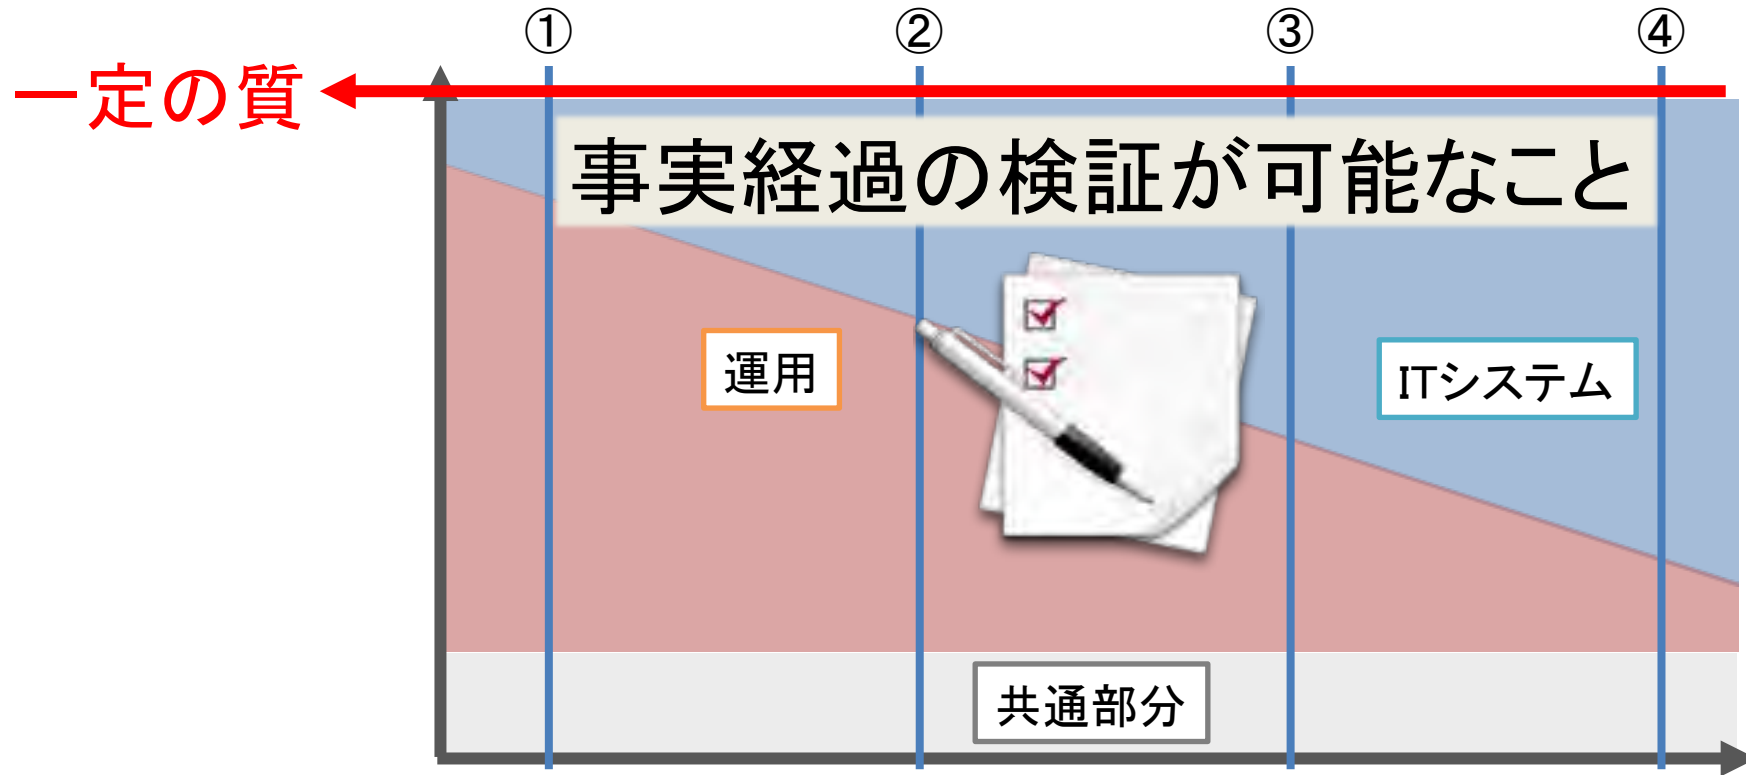 ① ② ③ ④
一定の質
事実経過の検証が可能なこと
運用
ITシステム
共通部分